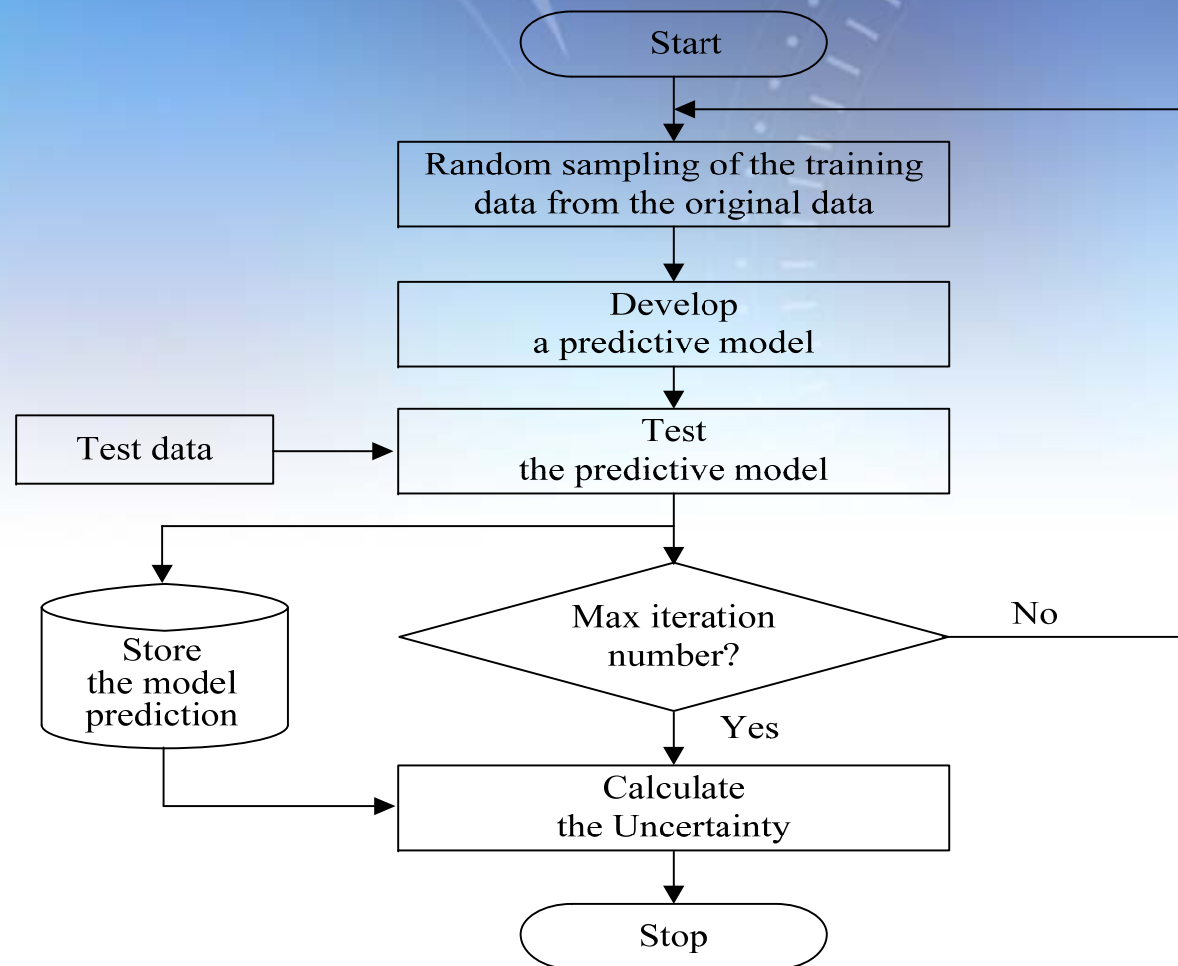 Start
Random sampling of the training
data from the original data
Develop
a predictive model
Test data
Test
the predictive model
Max iteration
number?
No
Store
the model
prediction
Yes
Calculate
the Uncertainty
Stop